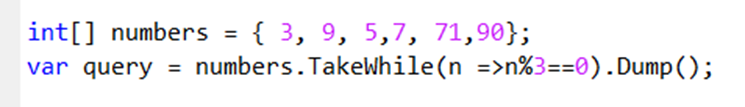 int[] numbers = { 3, 9, 5,7, 71,90};
var query = numbers.TakeWhile(n =>n%3==0).Dump();